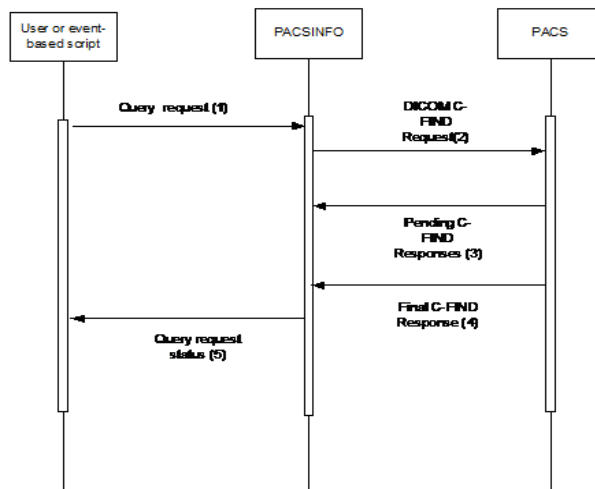 User or event-
based script
PACSINFO
PACS
Query request (1)
DICOM C-
FIND
Request(2)
Pending C-
FIND
Responses (3)
Final C-FIND
Response (4)
Query request
status (5)